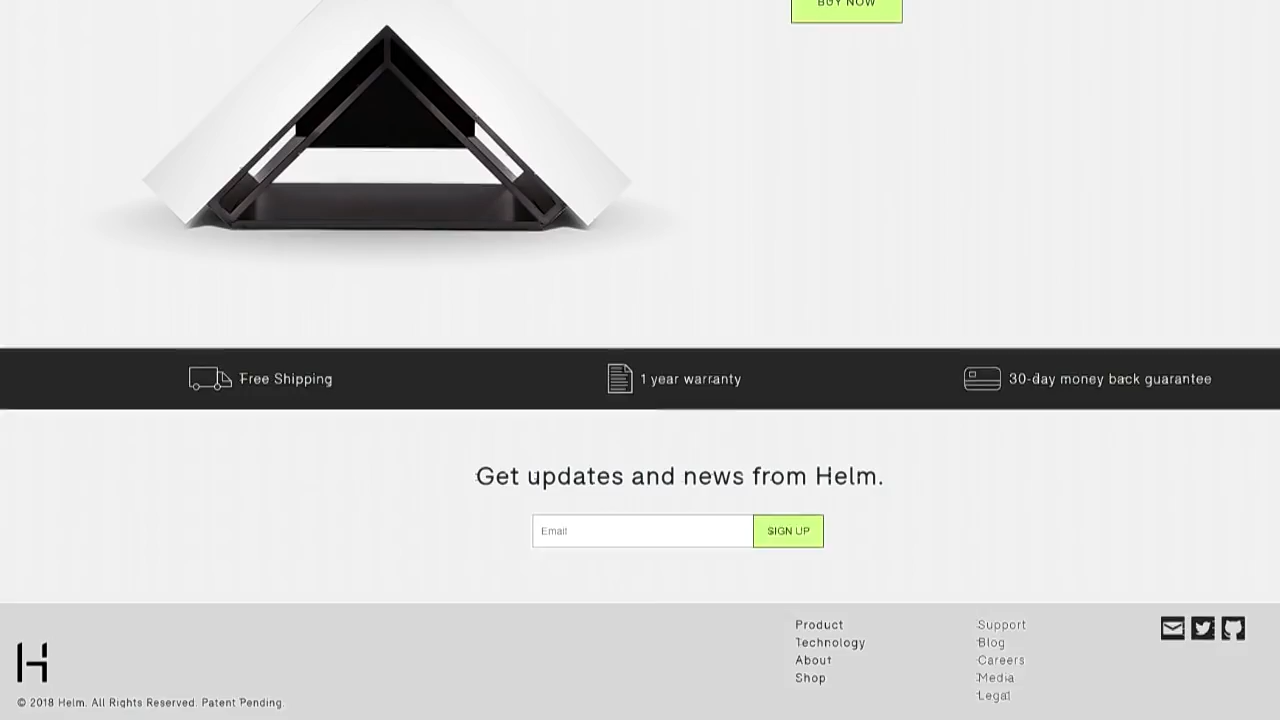 BUY NOW
Free Shipping
1 year warranty
30-day money back guarantee
Get updates and news from Helm.
Email
SIGN UP
Product
Technology
About
Shop
Support
Blog
Careers
Media
Legal
© 2018 Helm. All Rights Reserved. Patent Pending.